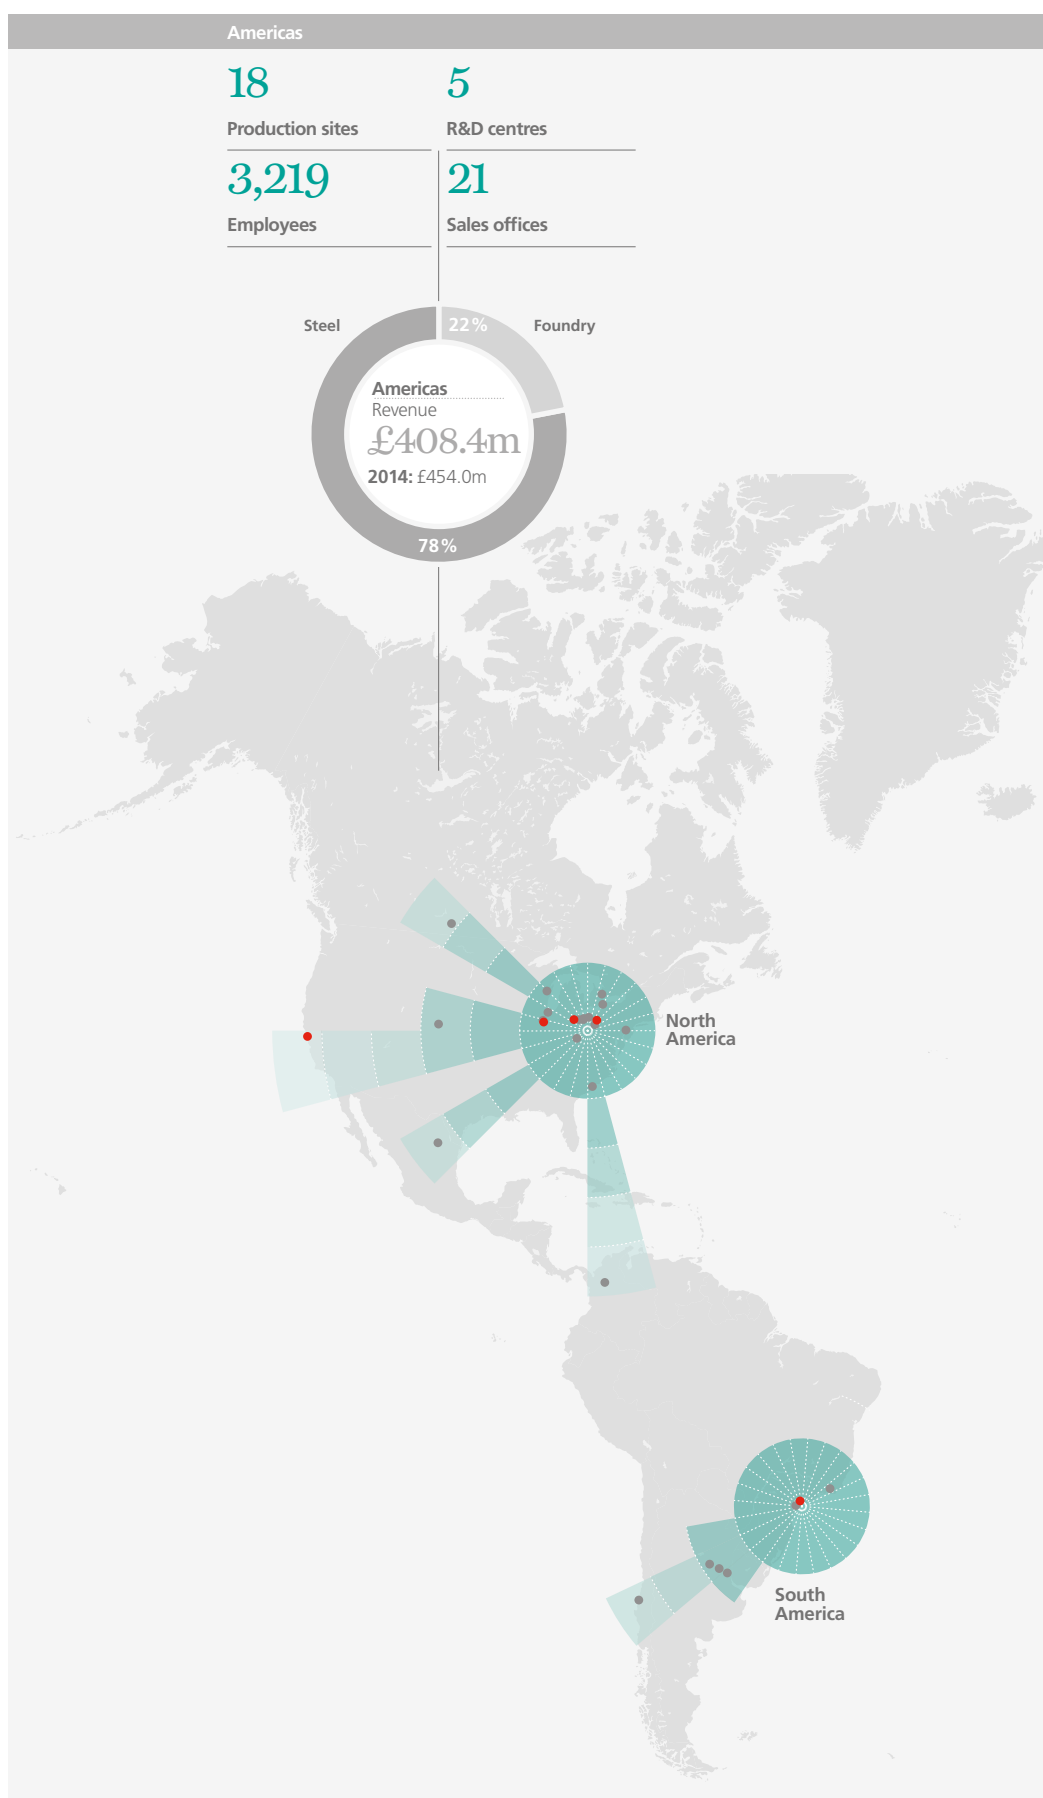 Americas
18
Production sites
5
R&D centres
3,219
Employees
21
Sales offices
Steel
22%
Foundry
Americas
Revenue
£408.4m
2014: £454.0m
78%
North
America
South
America